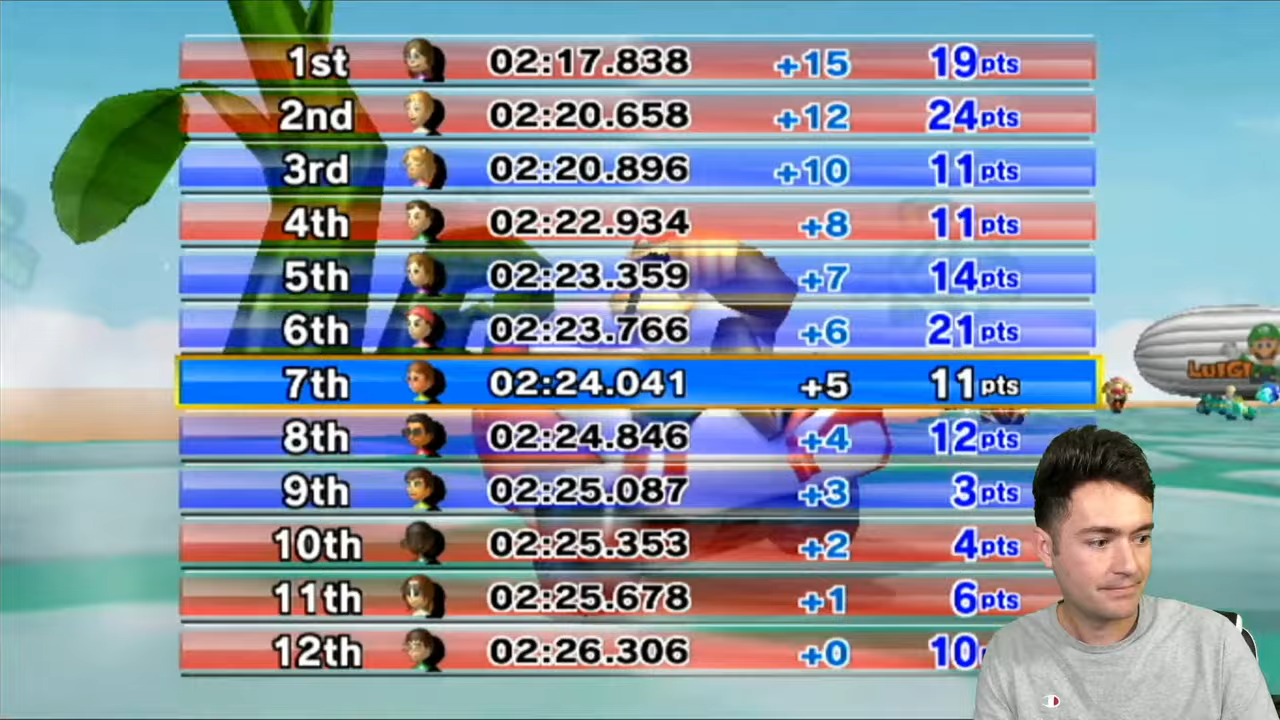 1st 02:17.838 +15 19pts
2nd 02:20.658 +12 24pts
3rd 02:20.896 +10 11pts
4th 02:22.934 +8 11pts
5th 02:23.359 +7 14pts
6th 02:23.766 +6 21pts
7th 02:24.041 +5 11pts
LUIGI
8th 02:24.846 +4 12pts
9th 02:25.087 +3 3pts
10th 02:25.353 +2 4pts
11th 02:25.678 +1 6pts
12th 02:26.306 +0 10